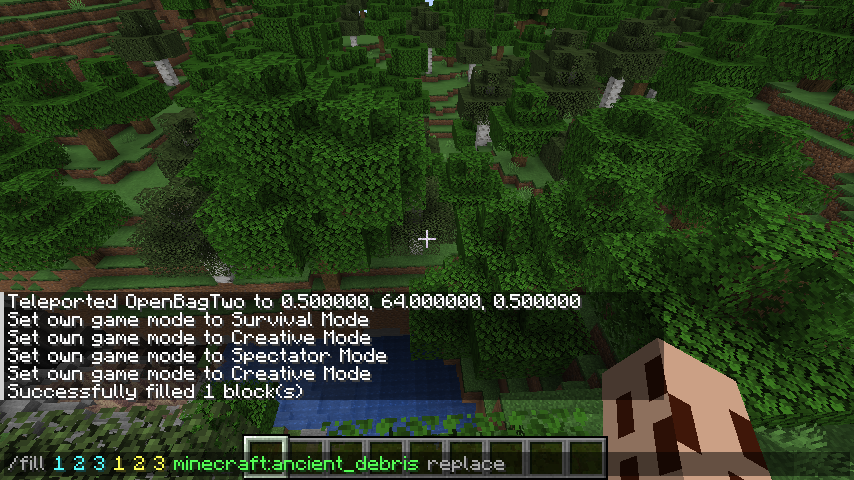 Teleported OpenBagTwo to 0.500000, 64.000000, 0.500000
Set own game mode to Survival Mode
Set own game mode to Creative Mode
Set own game mode to Spectator Mode
Set own game mode to Creative Mode
Successfully filled 1 block(s)
/fill 1 2 3 1 2 3 minecraft:ancient_debris replace